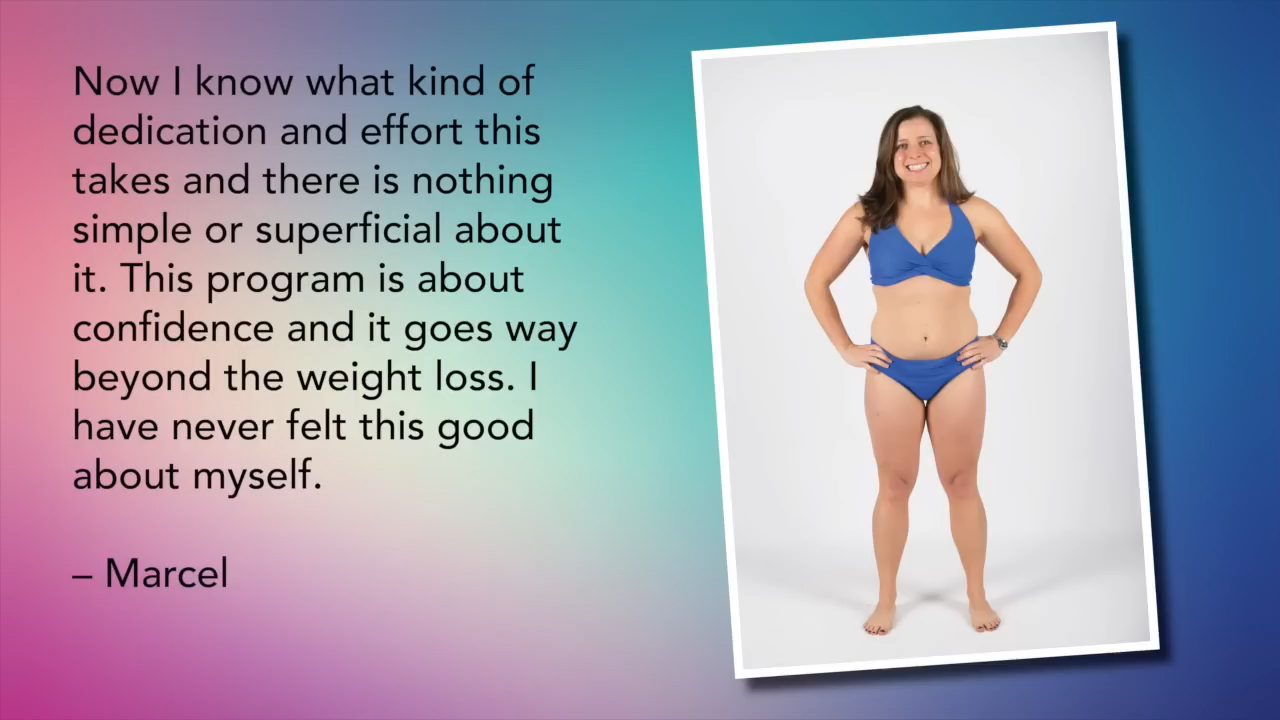 Now I know what kind of
dedication and effort this
takes and there is nothing
simple or superficial about
it. This program is about
confidence and it goes way
beyond the weight loss. I
have never felt this good
about myself.
– Marcel